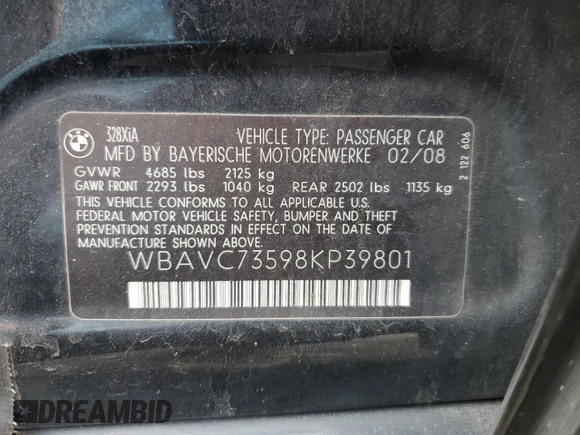 BMW
328XiA
VEHICLE TYPE: PASSENGER CAR
MFD BY BAYERISCHE MOTORENWERKE 02/08
GVWR 4685 lbs 2125 kg
GAWR FRONT 2293 lbs 1040 kg REAR 2502 lbs 1135 kg
THIS VEHICLE CONFORMS TO ALL APPLICABLE U.S.
FEDERAL MOTOR VEHICLE SAFETY, BUMPER AND THEFT
PREVENTION STANDARDS IN EFFECT ON THE DATE OF
MANUFACTURE SHOWN ABOVE.
WBAVC73598KP39801
2 122 606
DREAMBID